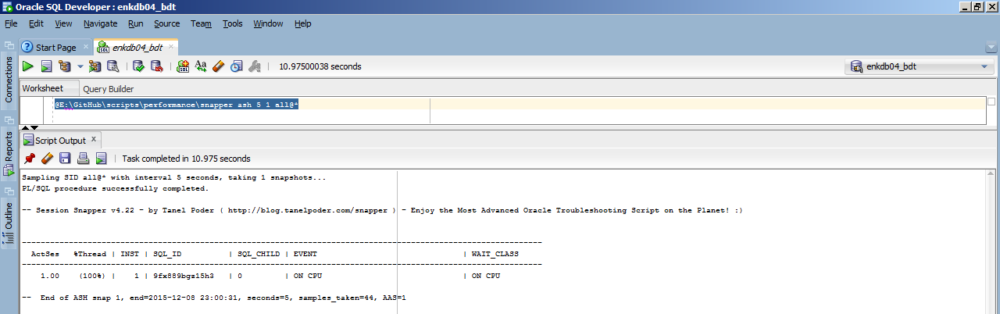 Oracle SQL Developer : enkdb04_bdt
File Edit View Navigate Run Source Team Tools Window Help
Start Page enkdb04_bdt
10.97500038 seconds enkdb04_bdt
Connections
Reports
Outline
Worksheet Query Builder
@E:\GitHub\scripts\performance\snapper ash 5 1 all@*
Script Output x
Task completed in 10.975 seconds
Sampling SID all@* with interval 5 seconds, taking 1 snapshots...
PL/SQL procedure successfully completed.
-- Session Snapper v4.22 - by Tanel Poder ( http://blog.tanelpoder.com/snapper ) - Enjoy the Most Advanced Oracle Troubleshooting Script on the Planet! :)
---------------------------------------------------------------------------------------------------------------
ActSes %Thread | INST | SQL_ID | SQL_CHILD | EVENT | WAIT_CLASS
---------------------------------------------------------------------------------------------------------------
1.00 (100%) | 1 | 9fx889bgz15h3 | 0 | ON CPU | ON CPU
-- End of ASH snap 1, end=2015-12-08 23:00:31, seconds=5, samples_taken=44, AAS=1